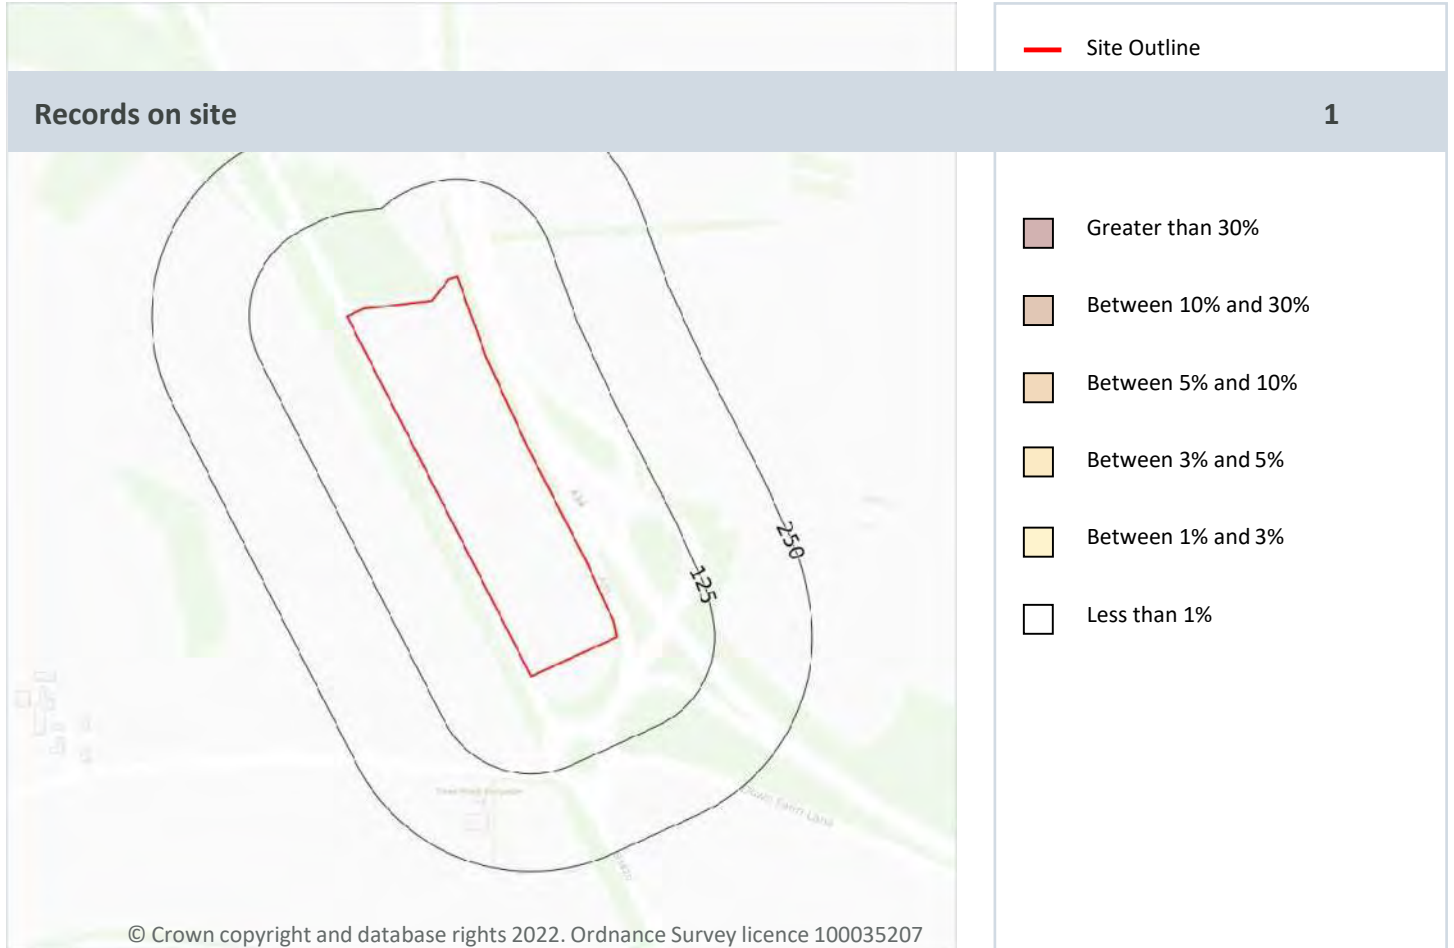 Site Outline
Records on site 1
Greater than 30%
Between 10% and 30%
Between 5% and 10%
Between 3% and 5%
Between 1% and 3%
Less than 1%
A34
250
125
Down Farm Lane
© Crown copyright and database rights 2022. Ordnance Survey licence 100035207